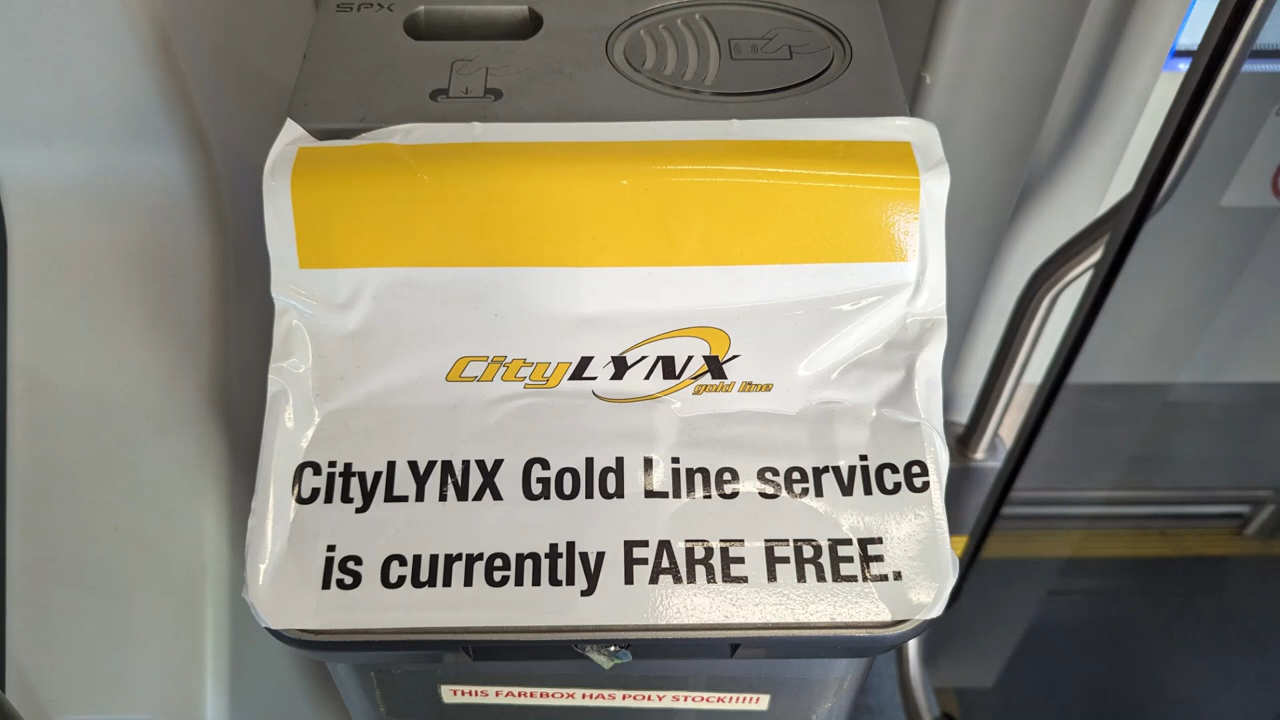 SPX
CityLYNX
gold line
CityLYNX Gold Line service
is currently FARE FREE.
THIS FAREBOX HAS POLY STOCK!!!!!